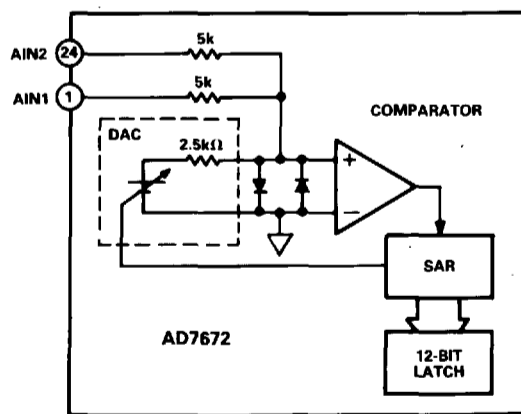 AIN2 24 5k
AIN1 1 5k
COMPARATOR
DAC
2.5kΩ
+
−
SAR
AD7672
12-BIT
LATCH